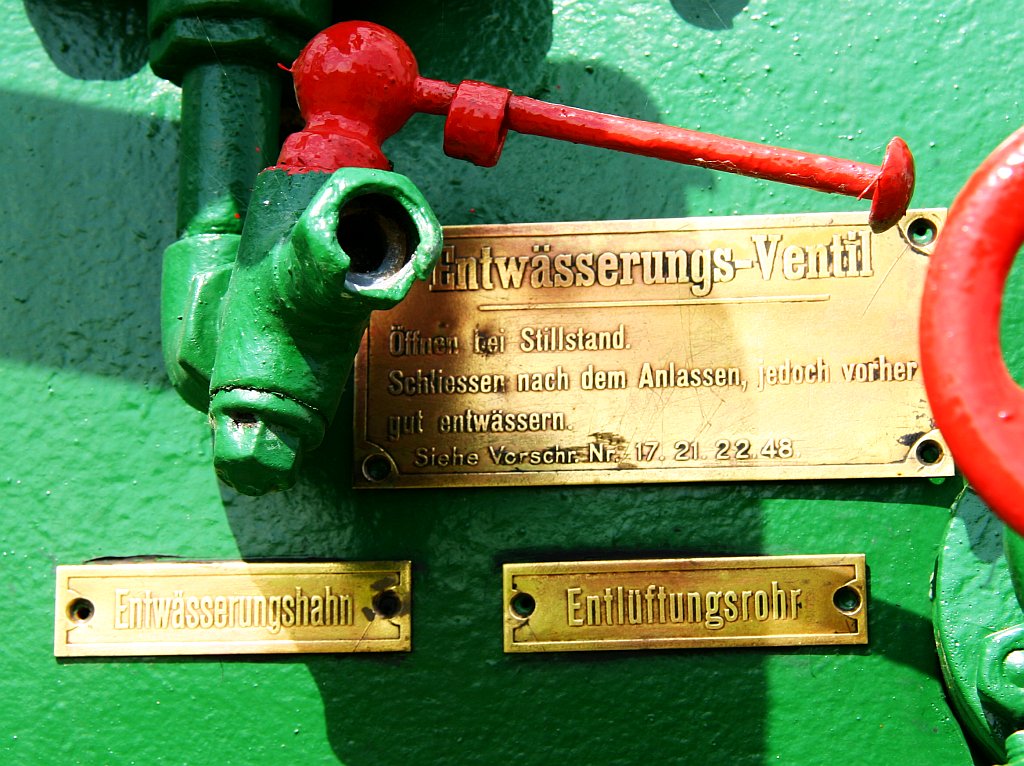 Entwässerungs-Ventil
Öffnen bei Stillstand.
Schliessen nach dem Anlassen, jedoch vorher
gut entwässern.
Siehe Vorschr. Nr. 17. 21. 22. 48.
Entwässerungshahn
Entlüftungsrohr